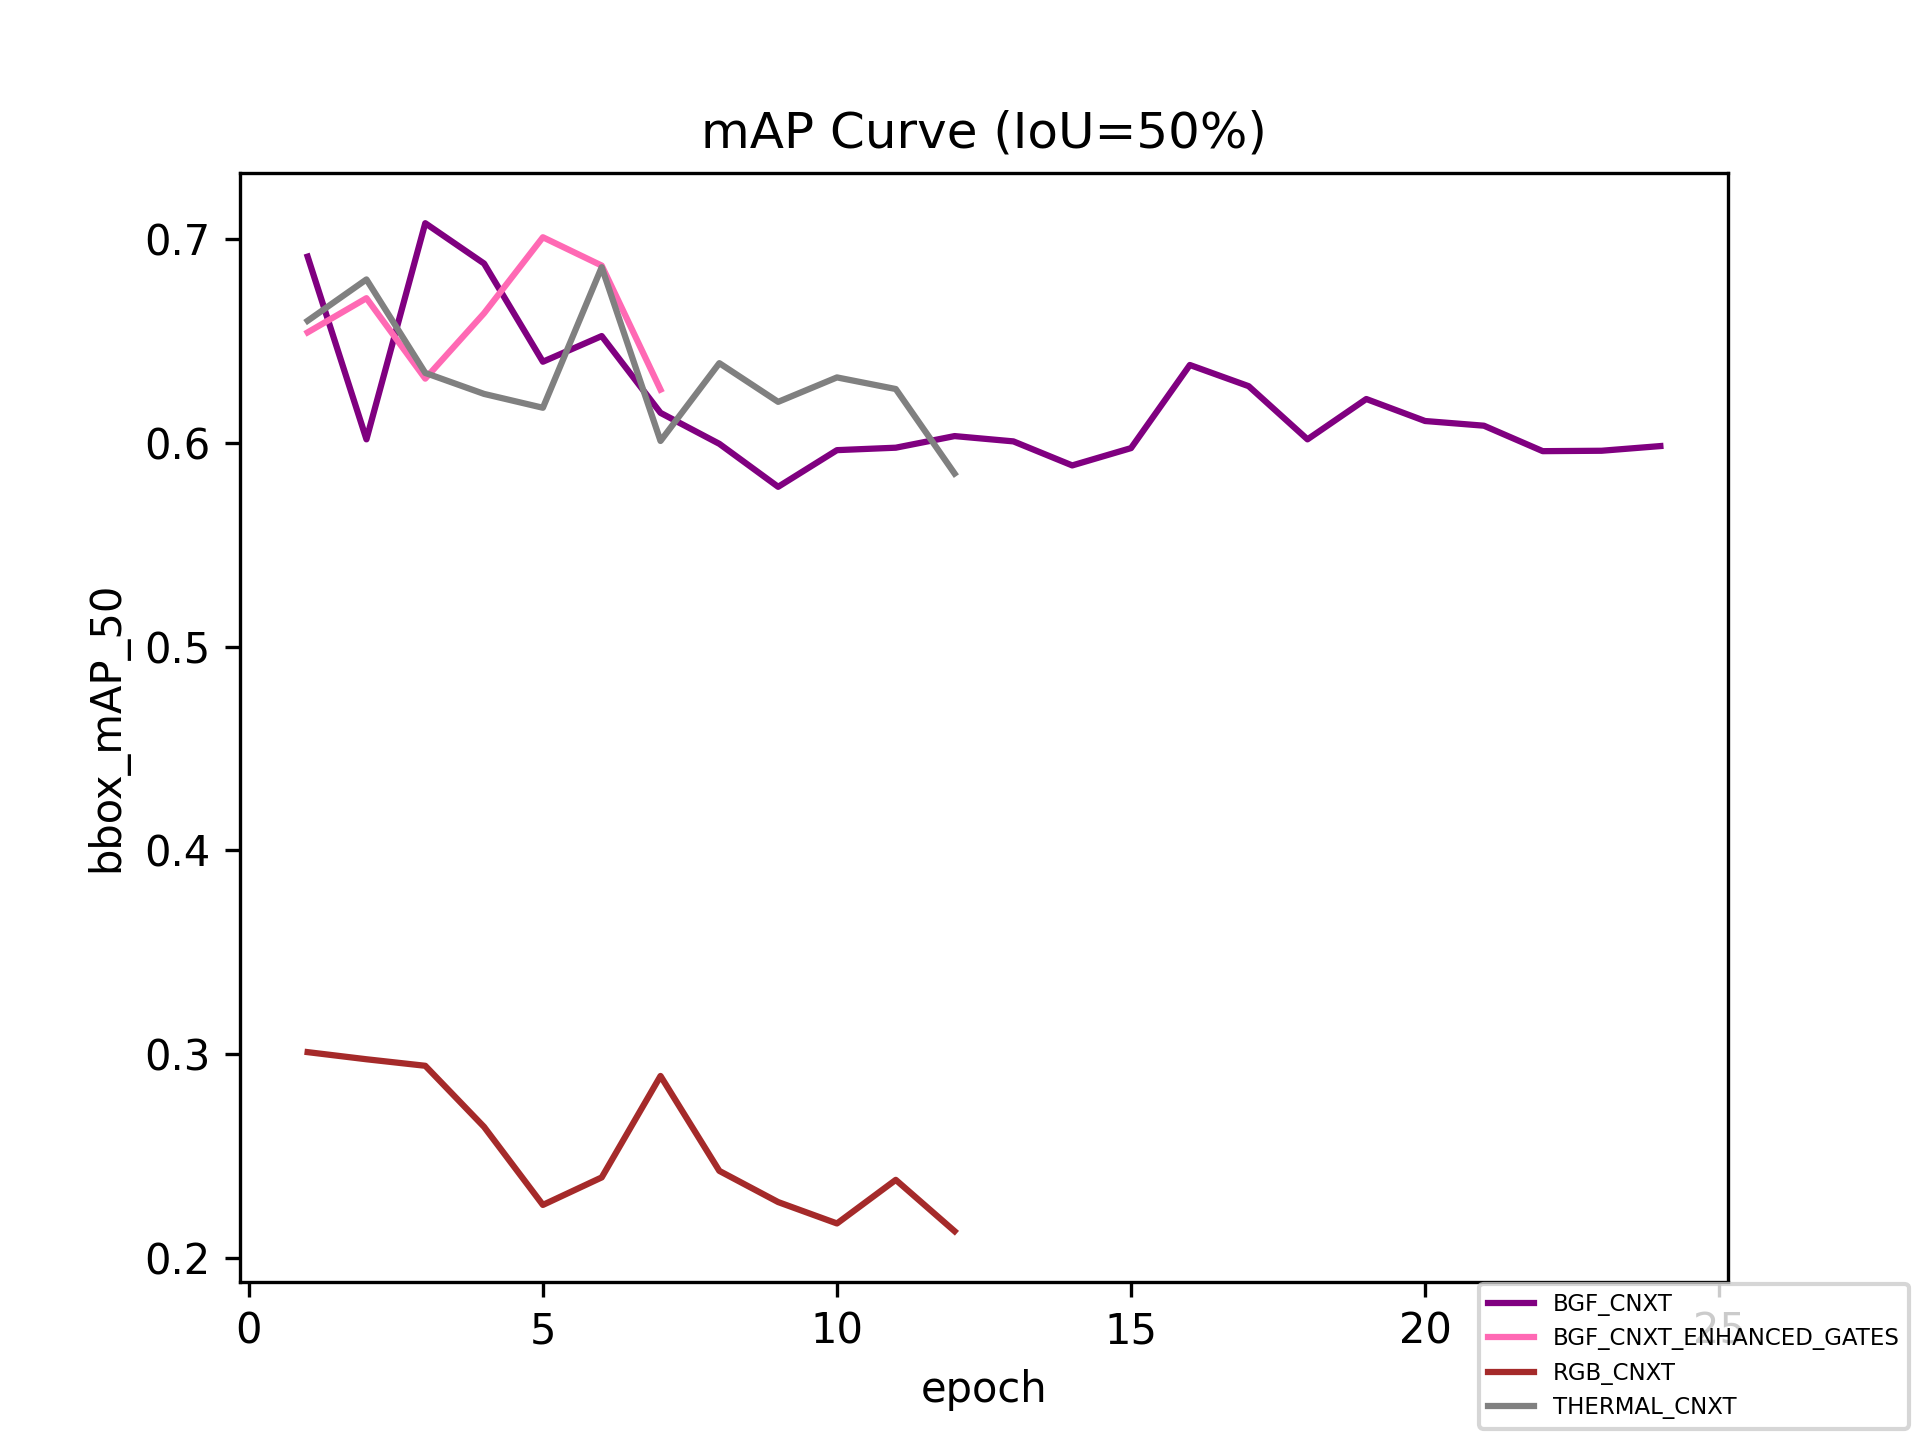 mAP Curve (IoU=50%)
bbox_mAP_50
0.7
0.6
0.5
0.4
0.3
0.2
0 5 10 15 20 25
epoch
BGF_CNXT
BGF_CNXT_ENHANCED_GATES
RGB_CNXT
THERMAL_CNXT